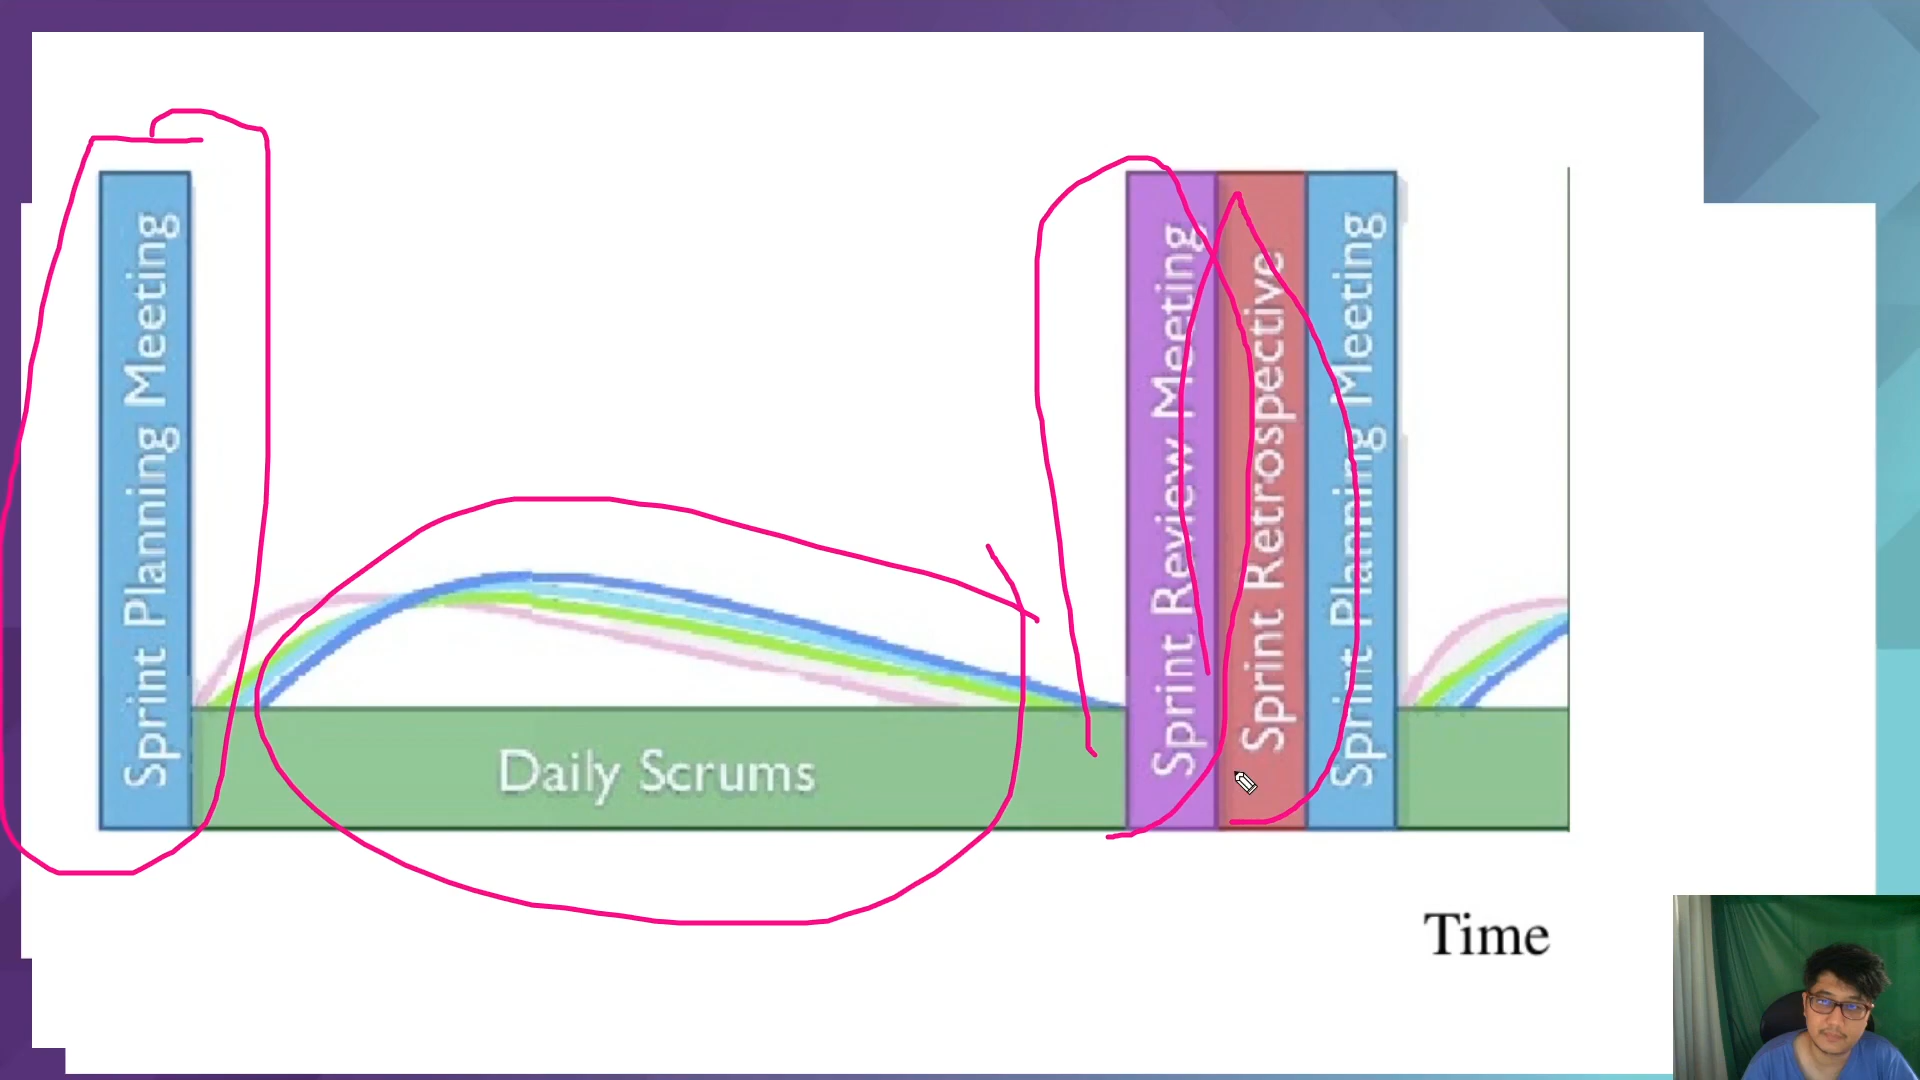 Sprint Planning Meeting
Daily Scrums
Sprint Review Meeting
Sprint Retrospective
Sprint Planning Meeting
Time